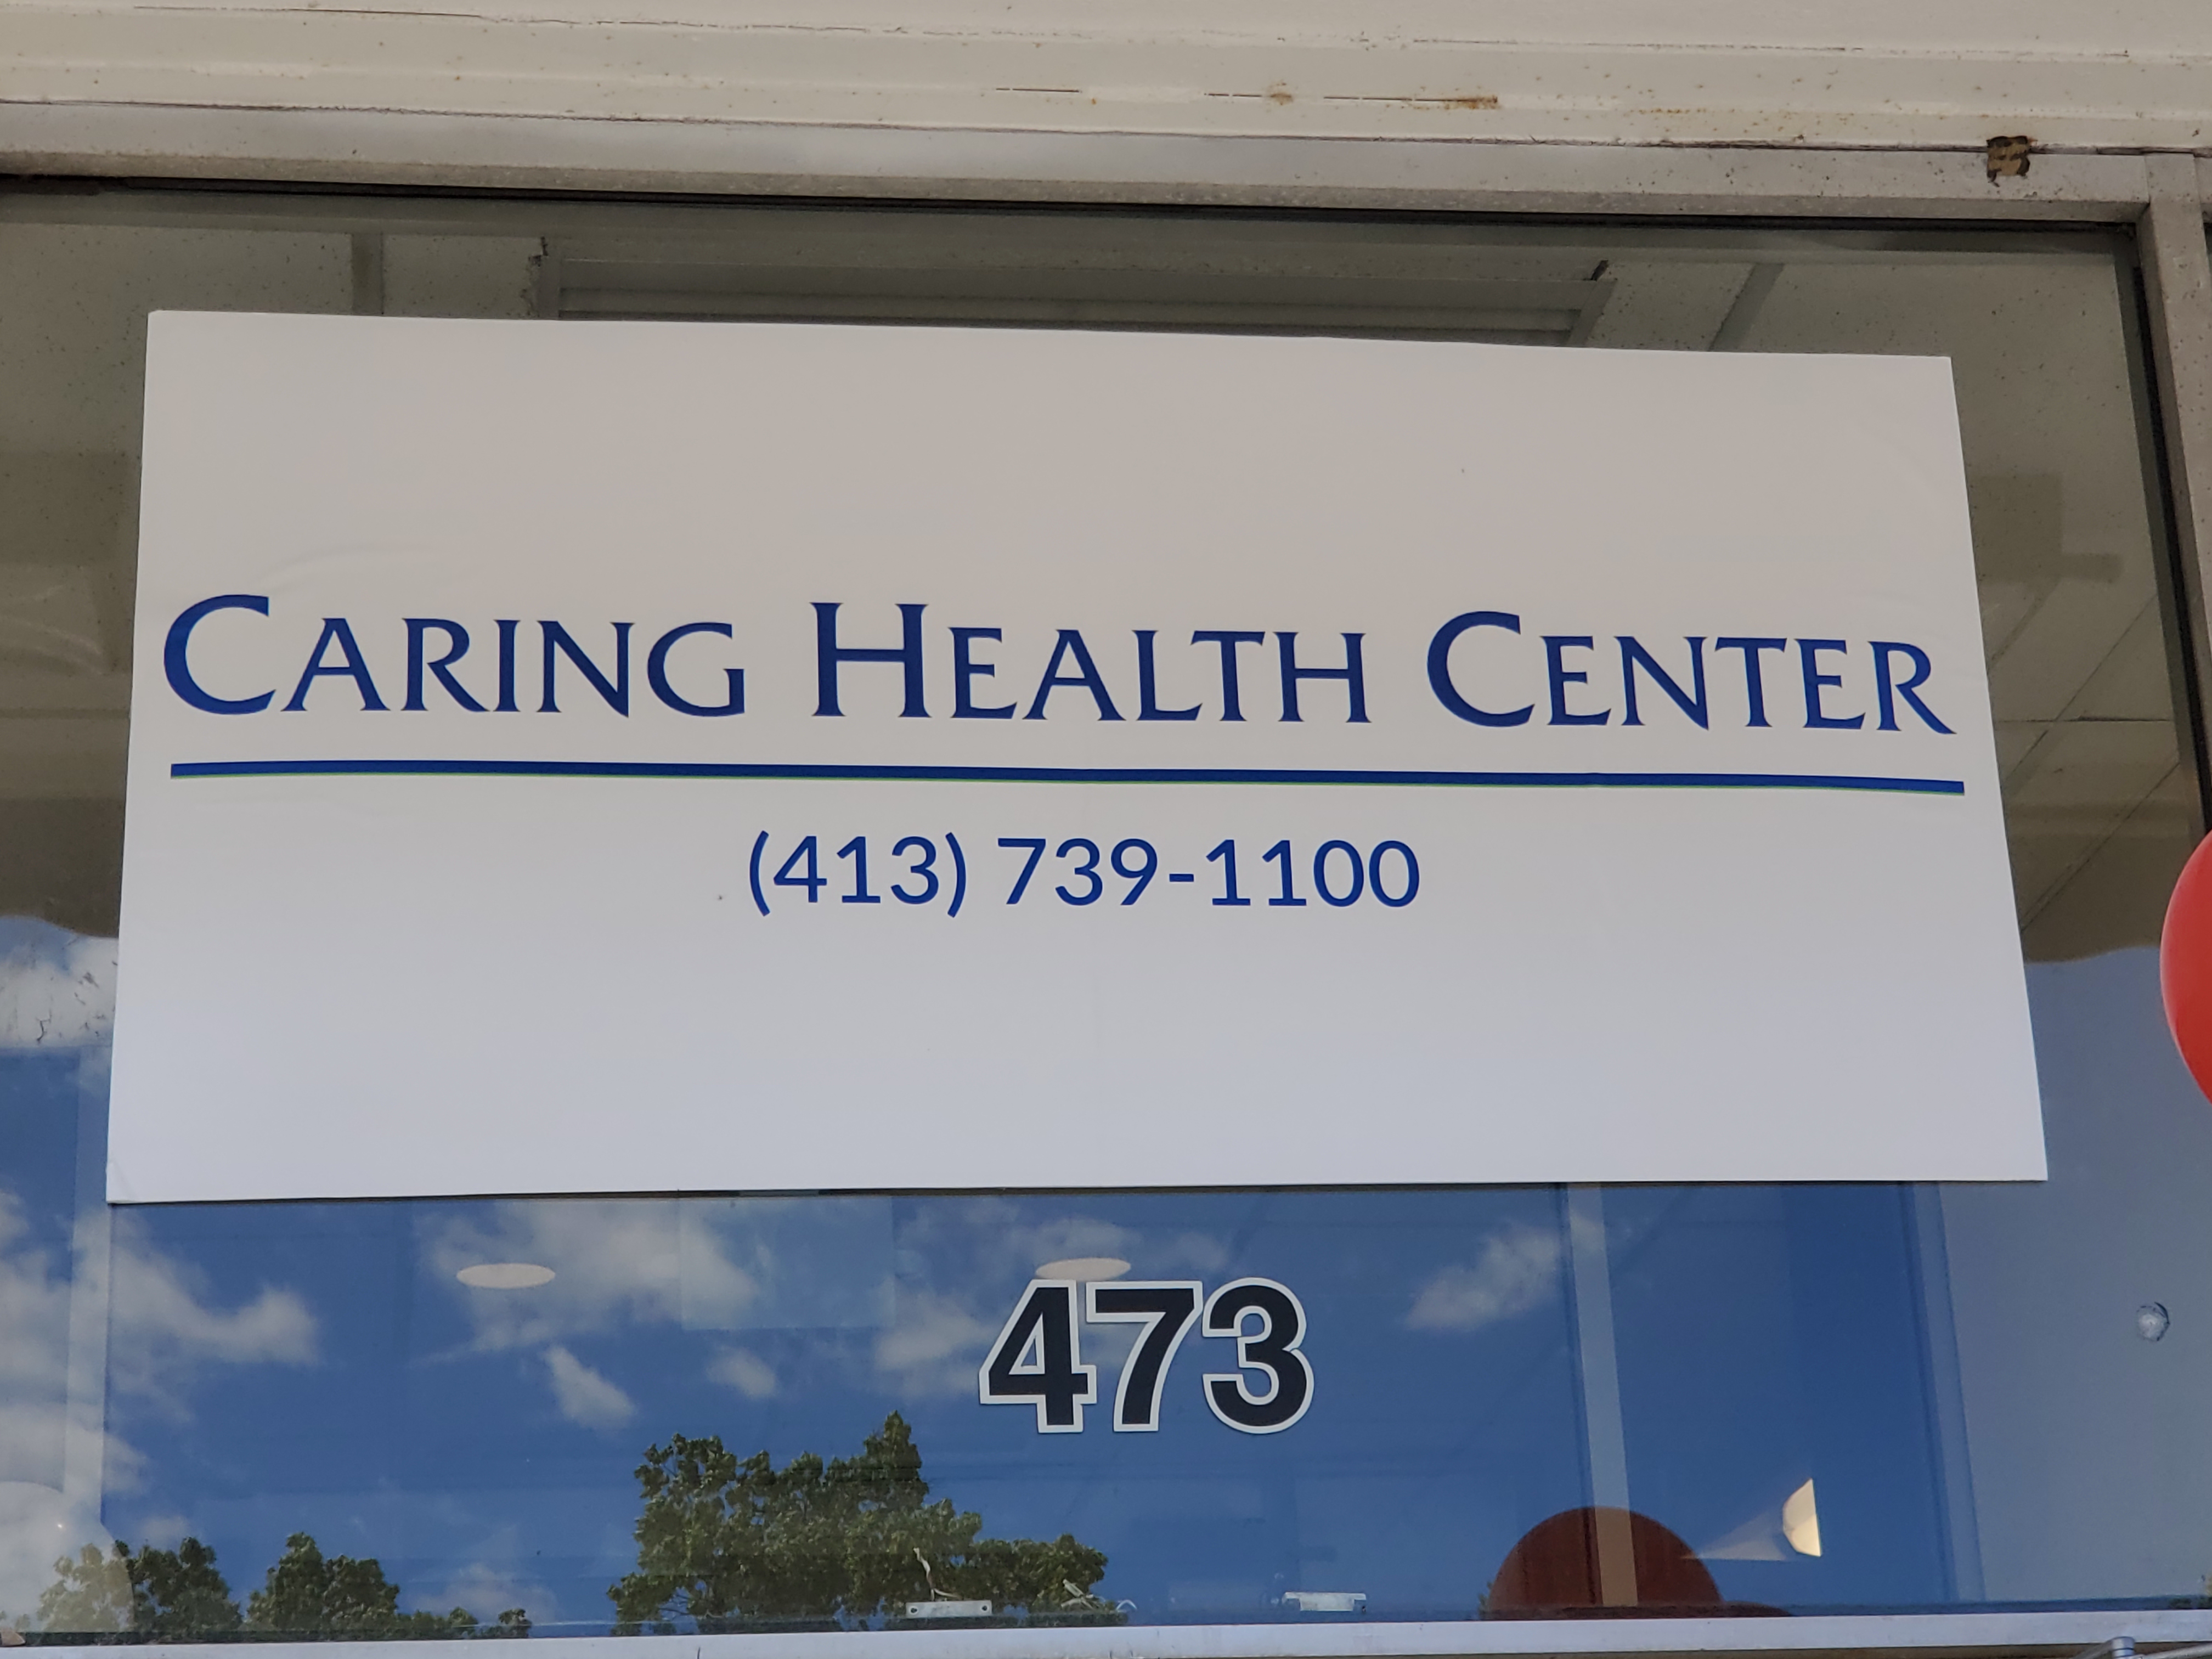 CARING HEALTH CENTER
(413) 739-1100
473